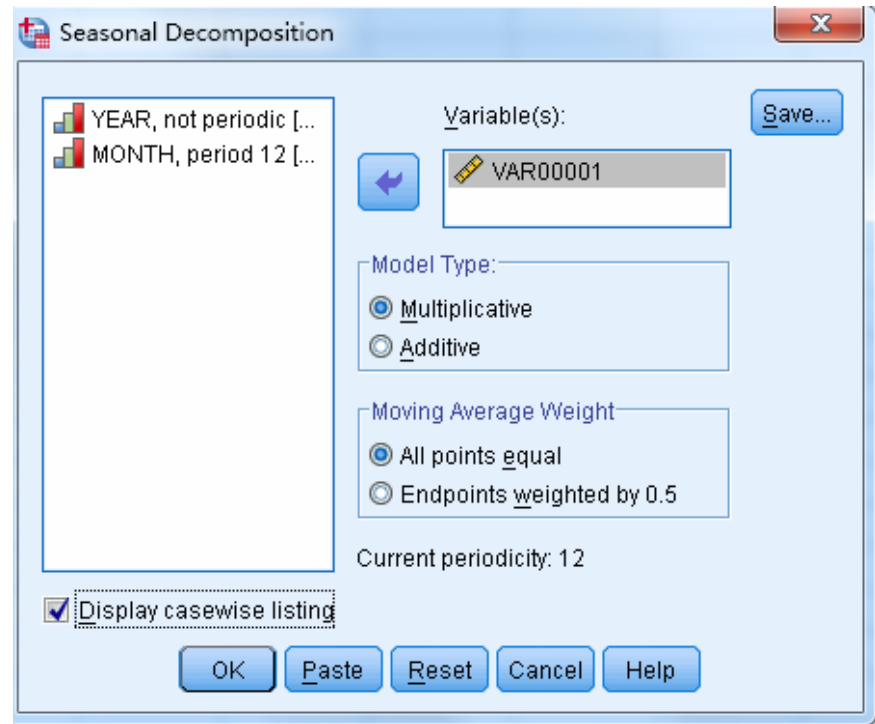 Seasonal Decomposition
YEAR, not periodic [...
MONTH, period 12 [...
Variable(s):
VAR00001
Save...
Model Type:
Multiplicative
Additive
Moving Average Weight
All points equal
Endpoints weighted by 0.5
Current periodicity: 12
Display casewise listing
OK Paste Reset Cancel Help